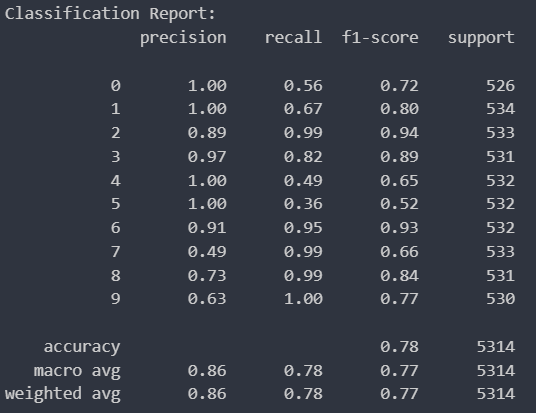 Classification Report:
precision recall f1-score support
0 1.00 0.56 0.72 526
1 1.00 0.67 0.80 534
2 0.89 0.99 0.94 533
3 0.97 0.82 0.89 531
4 1.00 0.49 0.65 532
5 1.00 0.36 0.52 532
6 0.91 0.95 0.93 532
7 0.49 0.99 0.66 533
8 0.73 0.99 0.84 531
9 0.63 1.00 0.77 530
accuracy 0.78 5314
macro avg 0.86 0.78 0.77 5314
weighted avg 0.86 0.78 0.77 5314